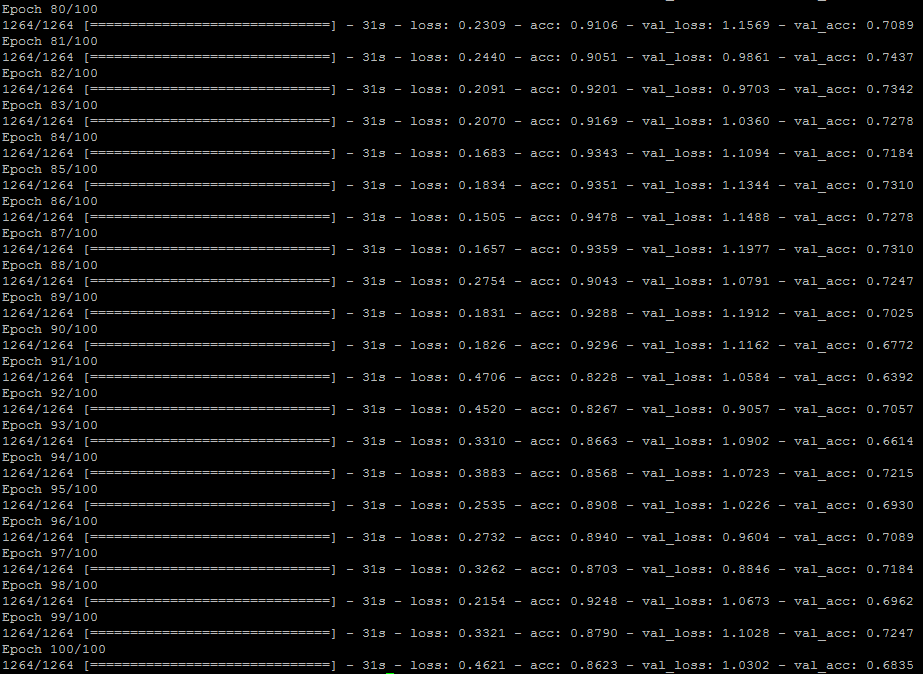 Epoch 80/100
1264/1264 [==============================] - 31s - loss: 0.2309 - acc: 0.9106 - val_loss: 1.1569 - val_acc: 0.7089
Epoch 81/100
1264/1264 [==============================] - 31s - loss: 0.2440 - acc: 0.9051 - val_loss: 0.9861 - val_acc: 0.7437
Epoch 82/100
1264/1264 [==============================] - 31s - loss: 0.2091 - acc: 0.9201 - val_loss: 0.9703 - val_acc: 0.7342
Epoch 83/100
1264/1264 [==============================] - 31s - loss: 0.2070 - acc: 0.9169 - val_loss: 1.0360 - val_acc: 0.7278
Epoch 84/100
1264/1264 [==============================] - 31s - loss: 0.1683 - acc: 0.9343 - val_loss: 1.1094 - val_acc: 0.7184
Epoch 85/100
1264/1264 [==============================] - 31s - loss: 0.1834 - acc: 0.9351 - val_loss: 1.1344 - val_acc: 0.7310
Epoch 86/100
1264/1264 [==============================] - 31s - loss: 0.1505 - acc: 0.9478 - val_loss: 1.1488 - val_acc: 0.7278
Epoch 87/100
1264/1264 [==============================] - 31s - loss: 0.1657 - acc: 0.9359 - val_loss: 1.1977 - val_acc: 0.7310
Epoch 88/100
1264/1264 [==============================] - 31s - loss: 0.2754 - acc: 0.9043 - val_loss: 1.0791 - val_acc: 0.7247
Epoch 89/100
1264/1264 [==============================] - 31s - loss: 0.1831 - acc: 0.9288 - val_loss: 1.1912 - val_acc: 0.7025
Epoch 90/100
1264/1264 [==============================] - 31s - loss: 0.1826 - acc: 0.9296 - val_loss: 1.1162 - val_acc: 0.6772
Epoch 91/100
1264/1264 [==============================] - 31s - loss: 0.4706 - acc: 0.8228 - val_loss: 1.0584 - val_acc: 0.6392
Epoch 92/100
1264/1264 [==============================] - 31s - loss: 0.4520 - acc: 0.8267 - val_loss: 0.9057 - val_acc: 0.7057
Epoch 93/100
1264/1264 [==============================] - 31s - loss: 0.3310 - acc: 0.8663 - val_loss: 1.0902 - val_acc: 0.6614
Epoch 94/100
1264/1264 [==============================] - 31s - loss: 0.3883 - acc: 0.8568 - val_loss: 1.0723 - val_acc: 0.7215
Epoch 95/100
1264/1264 [==============================] - 31s - loss: 0.2535 - acc: 0.8908 - val_loss: 1.0226 - val_acc: 0.6930
Epoch 96/100
1264/1264 [==============================] - 31s - loss: 0.2732 - acc: 0.8940 - val_loss: 0.9604 - val_acc: 0.7089
Epoch 97/100
1264/1264 [==============================] - 31s - loss: 0.3262 - acc: 0.8703 - val_loss: 0.8846 - val_acc: 0.7184
Epoch 98/100
1264/1264 [==============================] - 31s - loss: 0.2154 - acc: 0.9248 - val_loss: 1.0673 - val_acc: 0.6962
Epoch 99/100
1264/1264 [==============================] - 31s - loss: 0.3321 - acc: 0.8790 - val_loss: 1.1028 - val_acc: 0.7247
Epoch 100/100
1264/1264 [==============================] - 31s - loss: 0.4621 - acc: 0.8623 - val_loss: 1.0302 - val_acc: 0.6835